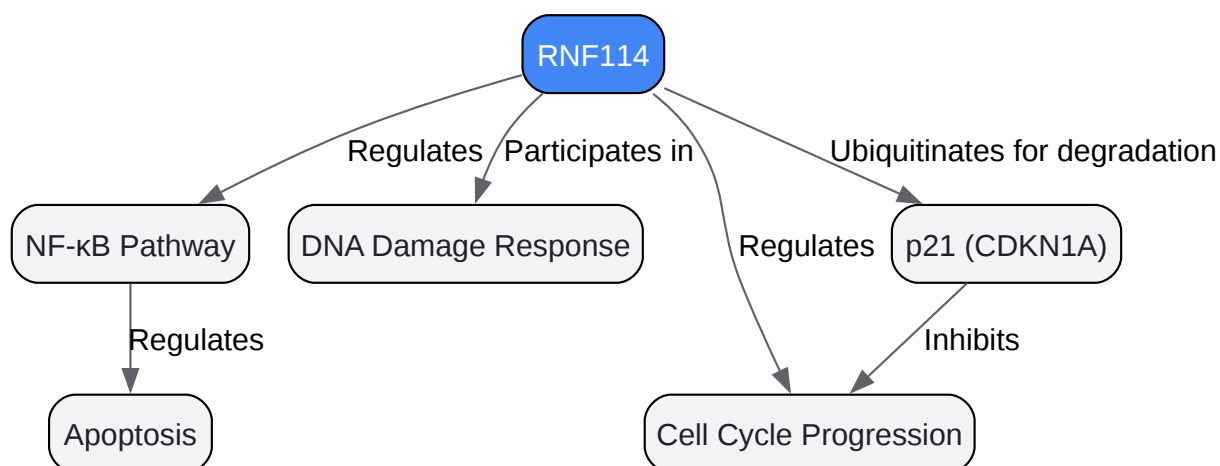 RNF114
Regulates
Participates in
Ubiquitinates for degradation
NF-κB Pathway
DNA Damage Response
Regulates
p21 (CDKN1A)
Regulates
Inhibits
Apoptosis
Cell Cycle Progression